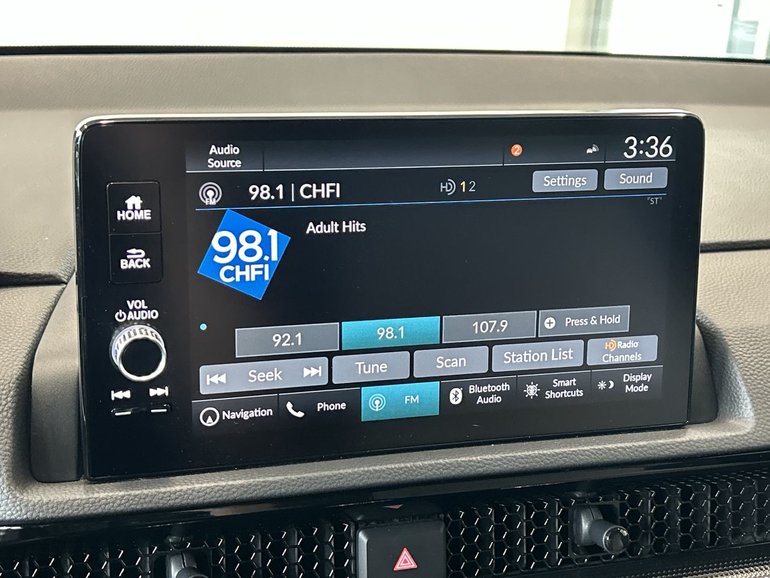 Audio
Source
3:36
FM
98.1 | CHFI
HD 1 2
Settings
Sound
"ST"
98.1
CHFI
Adult Hits
HOME
BACK
VOL
AUDIO
92.1
98.1
107.9
Press & Hold
Seek
Tune
Scan
Station List
HD Radio
Channels
Navigation
Phone
FM
Bluetooth
Audio
Smart
Shortcuts
Display
Mode